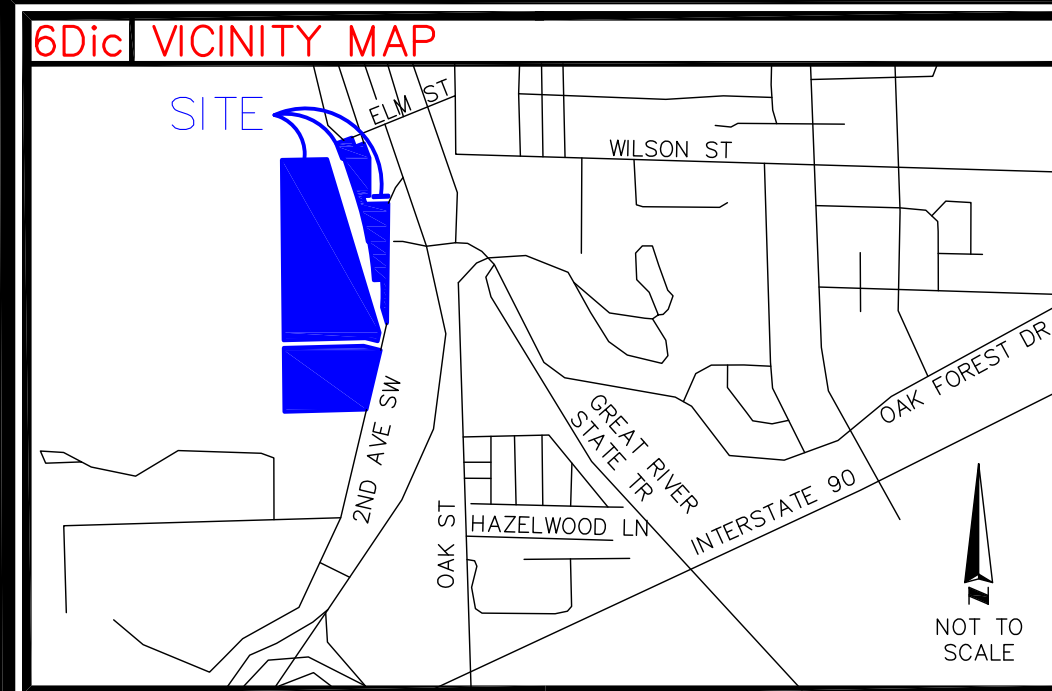 6Dic VICINITY MAP
SITE
ELM ST
WILSON ST
OAK FOREST DR
2ND AVE SW
GREAT RIVER
STATE TR
INTERSTATE 90
OAK ST
HAZELWOOD LN
N
NOT TO
SCALE